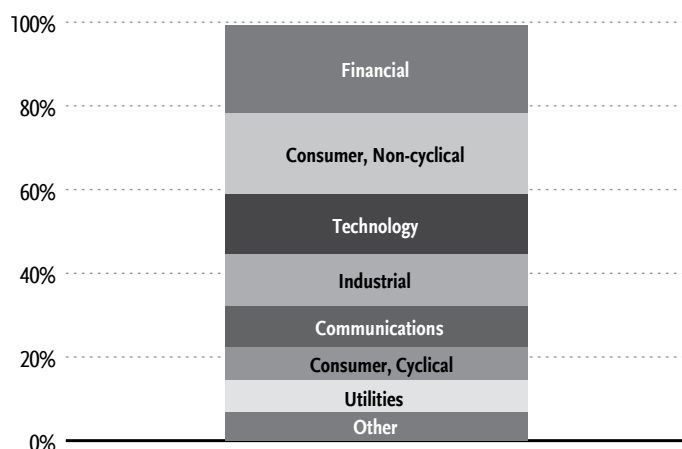 100%
Financial
80%
Consumer, Non-cyclical
60%
Technology
40%
Industrial
Communications
20%
Consumer, Cyclical
Utilities
Other
0%